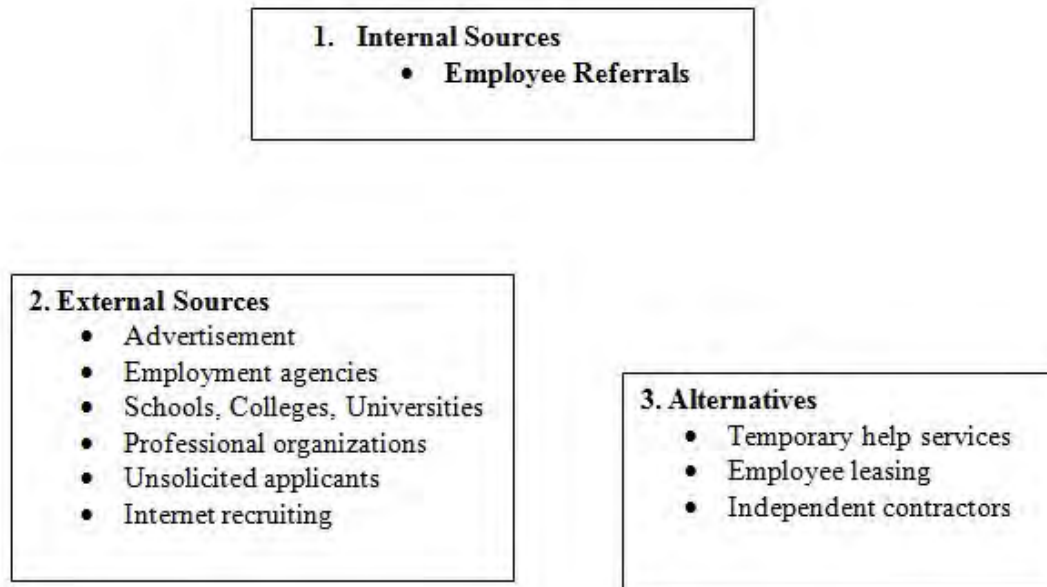 1. Internal Sources
• Employee Referrals
2. External Sources
• Advertisement
• Employment agencies
• Schools, Colleges, Universities
• Professional organizations
• Unsolicited applicants
• Internet recruiting
3. Alternatives
• Temporary help services
• Employee leasing
• Independent contractors